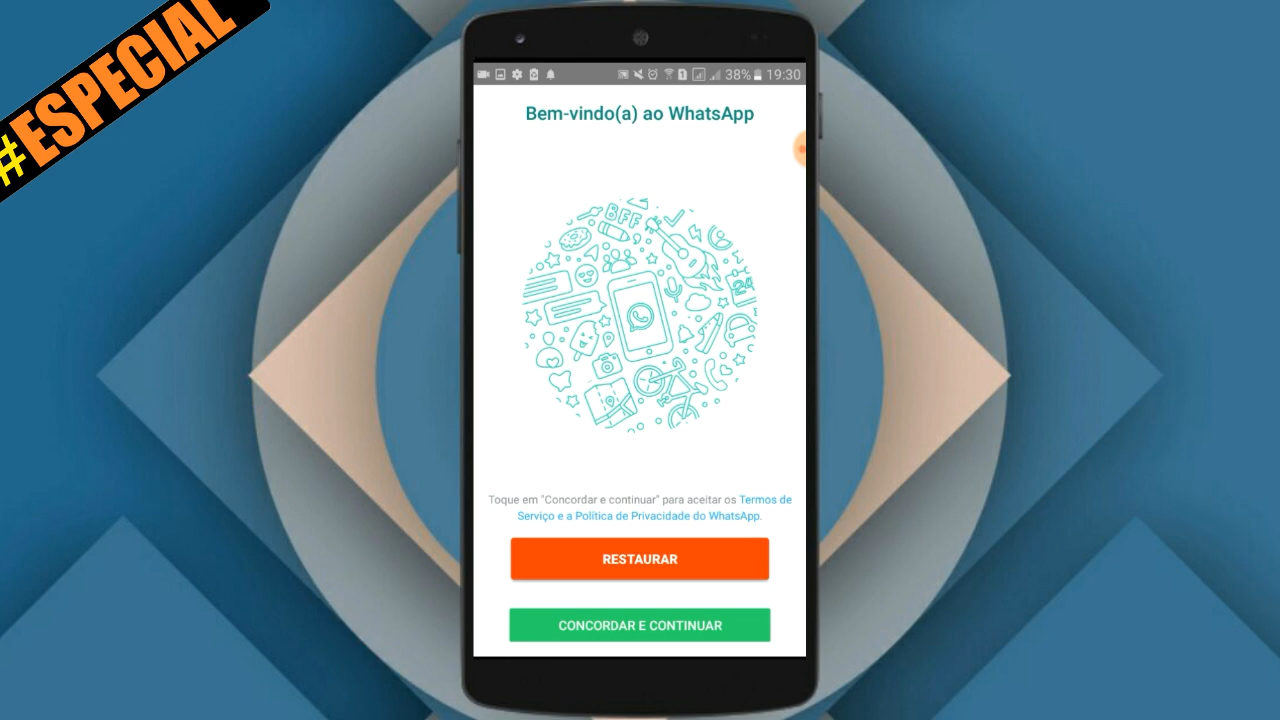 #ESPECIAL
38% 19:30
Bem-vindo(a) ao WhatsApp
BFF
24
Toque em "Concordar e continuar" para aceitar os Termos de
Serviço e a Política de Privacidade do WhatsApp.
RESTAURAR
CONCORDAR E CONTINUAR